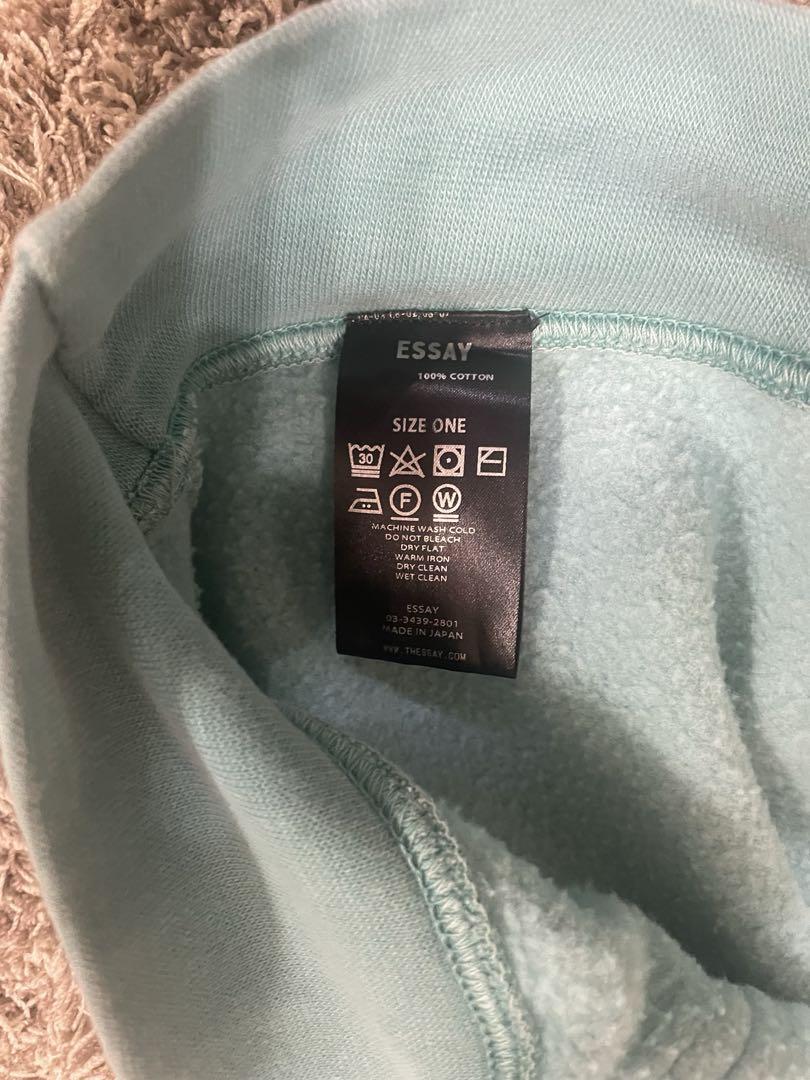 ESSAY
100% COTTON
SIZE ONE
30
F W
MACHINE WASH COLD
DO NOT BLEACH
DRY FLAT
WARM IRON
DRY CLEAN
WET CLEAN
ESSAY
03-3439-2801
MADE IN JAPAN
WWW.THESSAY.COM